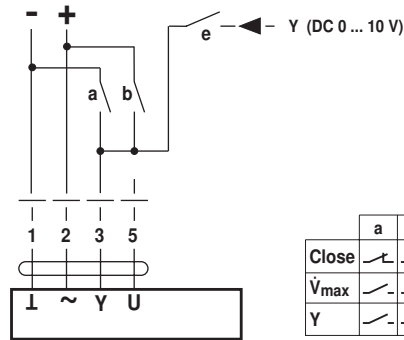 - +
e Y (DC 0 ... 10 V)
a b
1 2 3 5
⊥ ~ Y U
a
Close
V̇max
Y